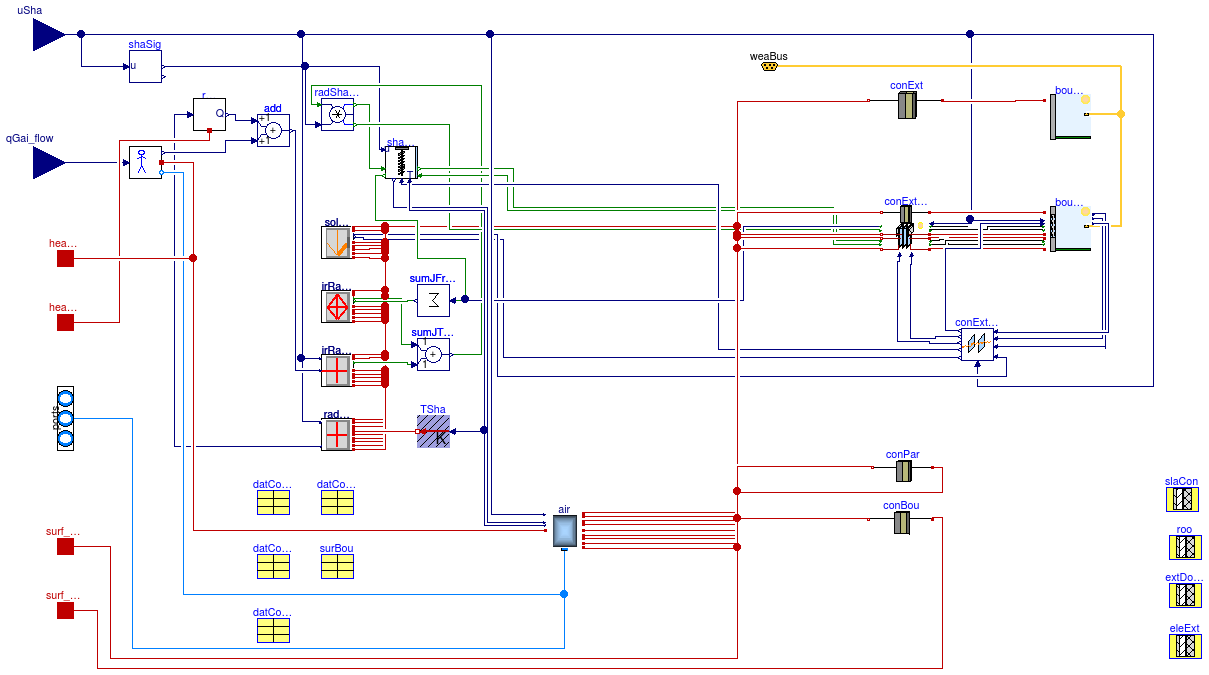 uSha
shaSig
u
weaBus
conExt
bou...
radSha...
r
Q
add
+1
+1
qGai_flow
sha
T
conExt...
bou...
sol...
hea...
irRa...
sumJFr...
Σ
hea...
conExt...
sumJT...
1
1
irRa...
rad...
TSha
K
ports
conPar
datCo...
datCo...
slaCon
conBou
air
surf_...
roo
datCo...
surBou
extDo...
surf_...
datCo...
eleExt